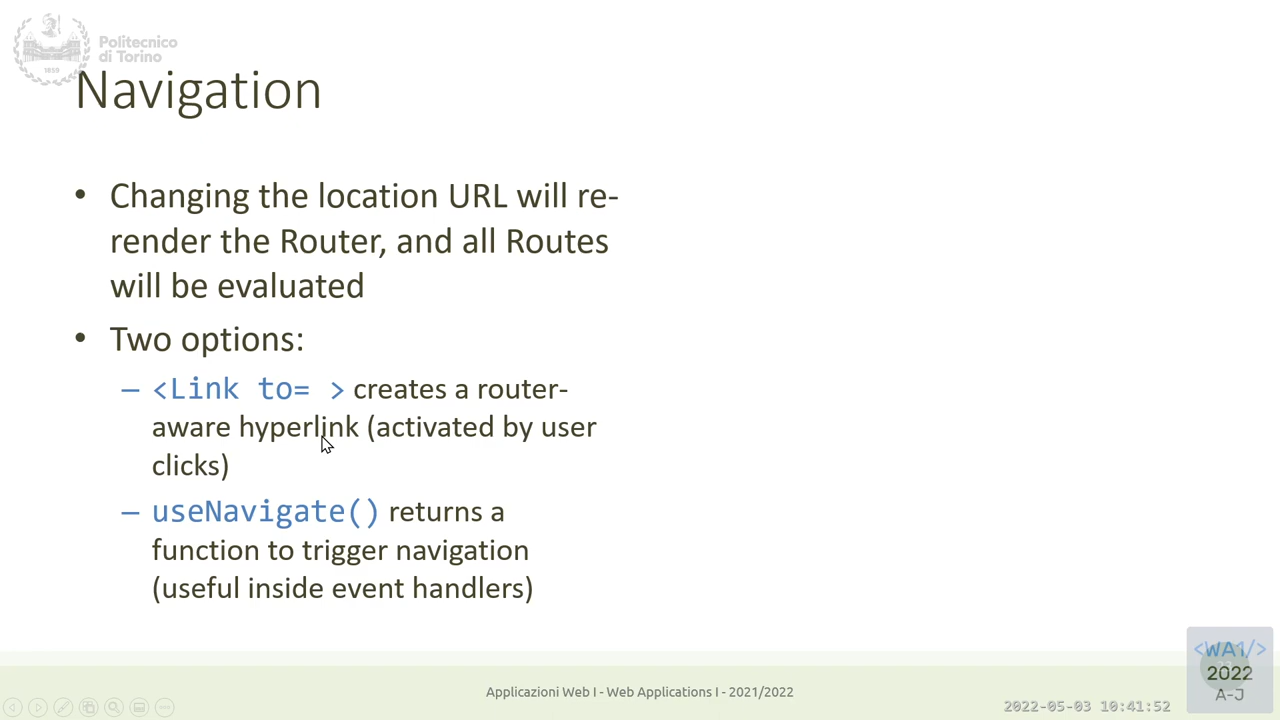 Politecnico
di Torino
1859
Navigation
• Changing the location URL will re-
render the Router, and all Routes
will be evaluated
• Two options:
– <Link to= > creates a router-
aware hyperlink (activated by user
clicks)
– useNavigate() returns a
function to trigger navigation
(useful inside event handlers)
Applicazioni Web I - Web Applications I - 2021/2022
2022-05-03 10:41:52
<WA1/>
2022
A-J